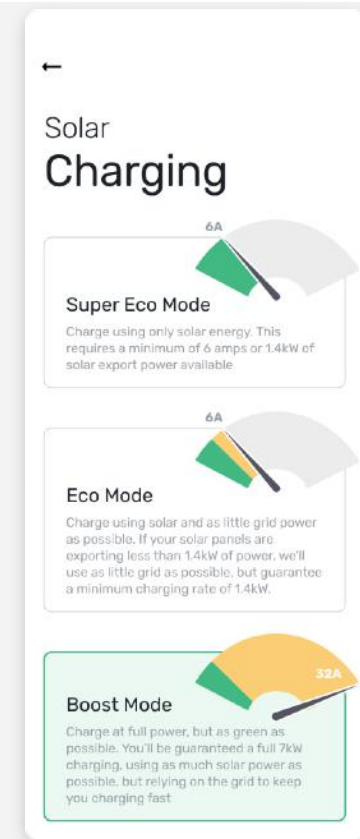 Solar
Charging
6A
Super Eco Mode
Charge using only solar energy. This
requires a minimum of 6 amps or 1.4kW of
solar export power available
6A
Eco Mode
Charge using solar and as little grid power
as possible. If your solar panels are
exporting less than 1.4kW of power, we'll
use as little grid as possible, but guarantee
a minimum charging rate of 1.4kW.
32A
Boost Mode
Charge at full power, but as green as
possible. You'll be guaranteed a full 7kW
charging, using as much solar power as
possible, but relying on the grid to keep
you charging fast